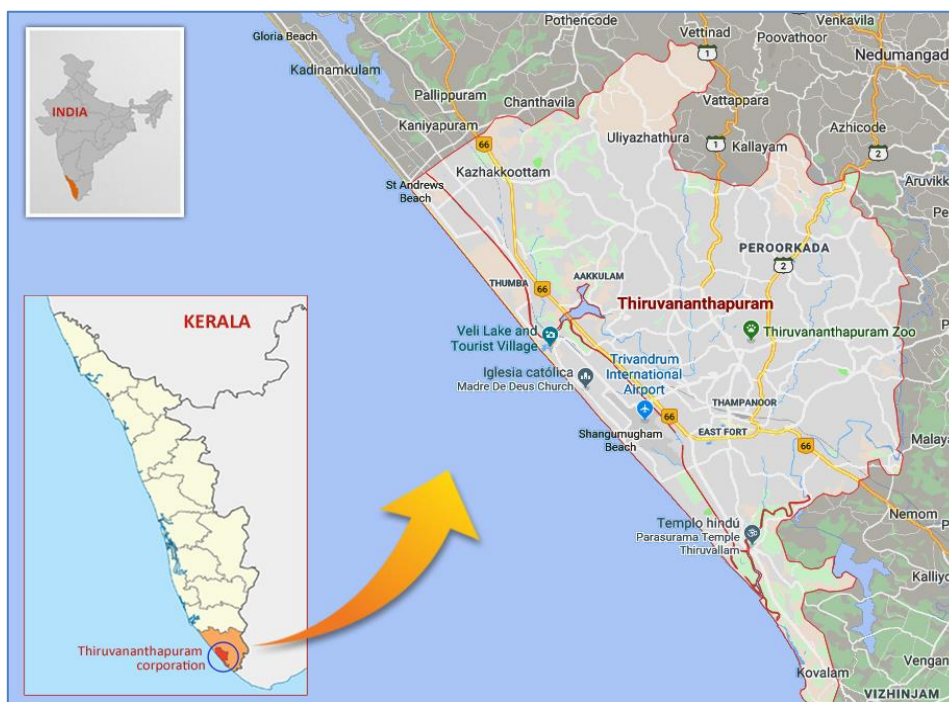 INDIA
KERALA
Thiruvananthapuram
corporation
Gloria Beach
Pothencode
Vettinad
Venkavila
Poovathoor
Nedumangad
Kadinamkulam
1
Pallippuram
Chanthavila
Vattappara
Kaniyapuram
Uliyazhathura
Azhicode
66
1
Kallayam
2
Kazhakkoottam
St Andrews
Beach
Aruvikk
PEROORKADA
2
THUMBA
AAKKULAM
66
Thiruvananthapuram
Veli Lake and
Tourist Village
Thiruvananthapuram Zoo
Trivandrum
International
Airport
Iglesia católica
Madre De Deus Church
THAMPANOOR
66
EAST FORT
Shangumugham
Beach
66
Malaya
Nemom
Templo hindú
Parasurama Temple
Thiruvallam
Kalliyo
Vengan
Kovalam
VIZHINJAM